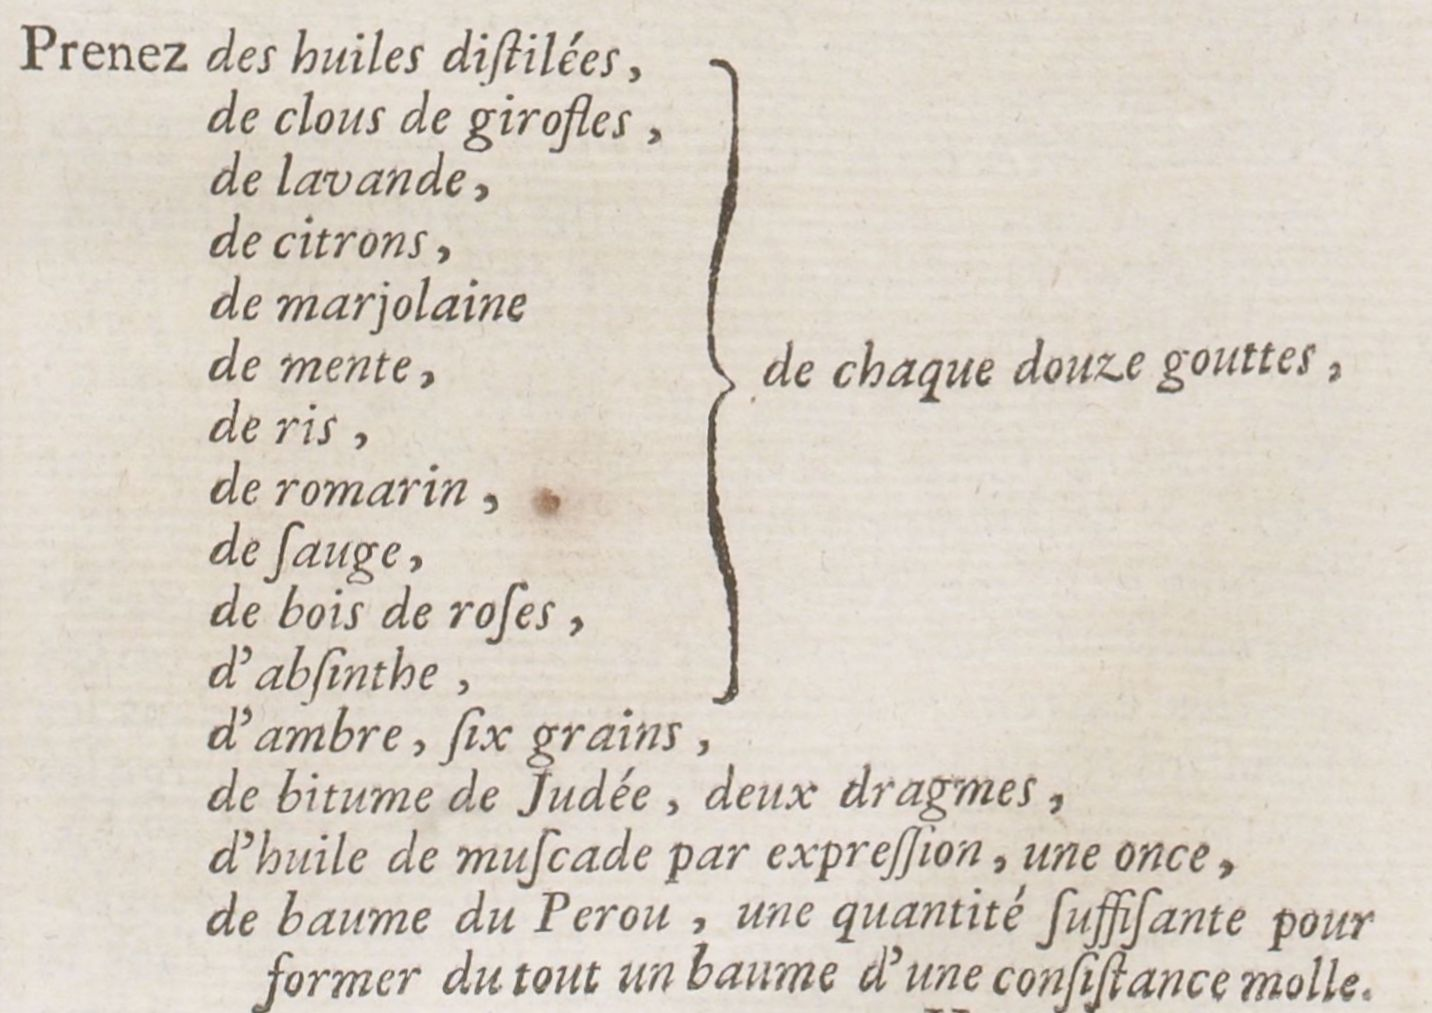 Prenez des huiles diſtilées,
de clous de girofles,
de lavande,
de citrons,
de marjolaine
de mente,
de chaque douze gouttes,
de ris,
de romarin,
de ſauge,
de bois de roſes,
d'abſinthe,
d'ambre, ſix grains,
de bitume de Judée, deux dragmes,
d'huile de muſcade par expreſſion, une once,
de baume du Perou, une quantité ſuffiſante pour
former du tout un baume d'une conſiſtance molle.